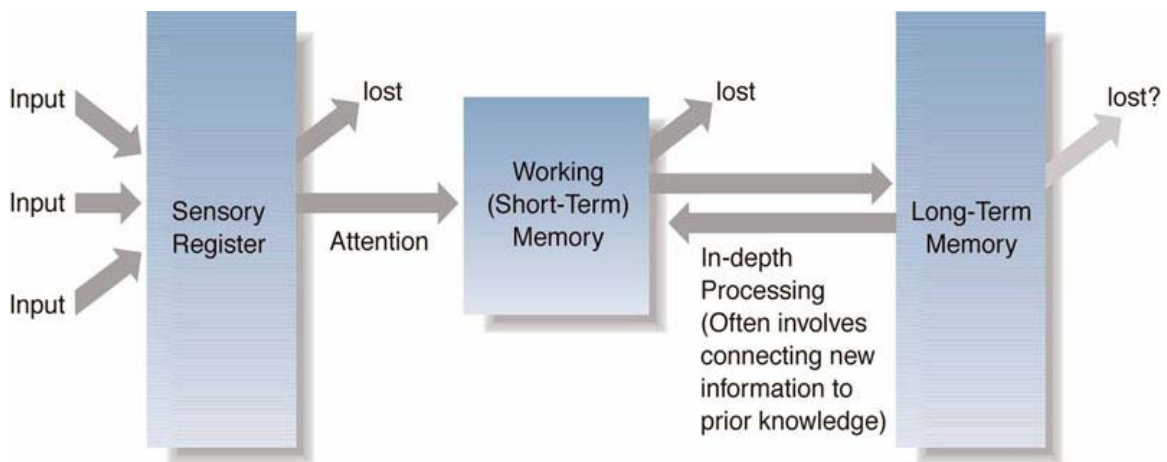 Input
Input
Input
Sensory
Register
lost
Attention
Working
(Short-Term)
Memory
lost
In-depth
Processing
(Often involves
connecting new
information to
prior knowledge)
Long-Term
Memory
lost?